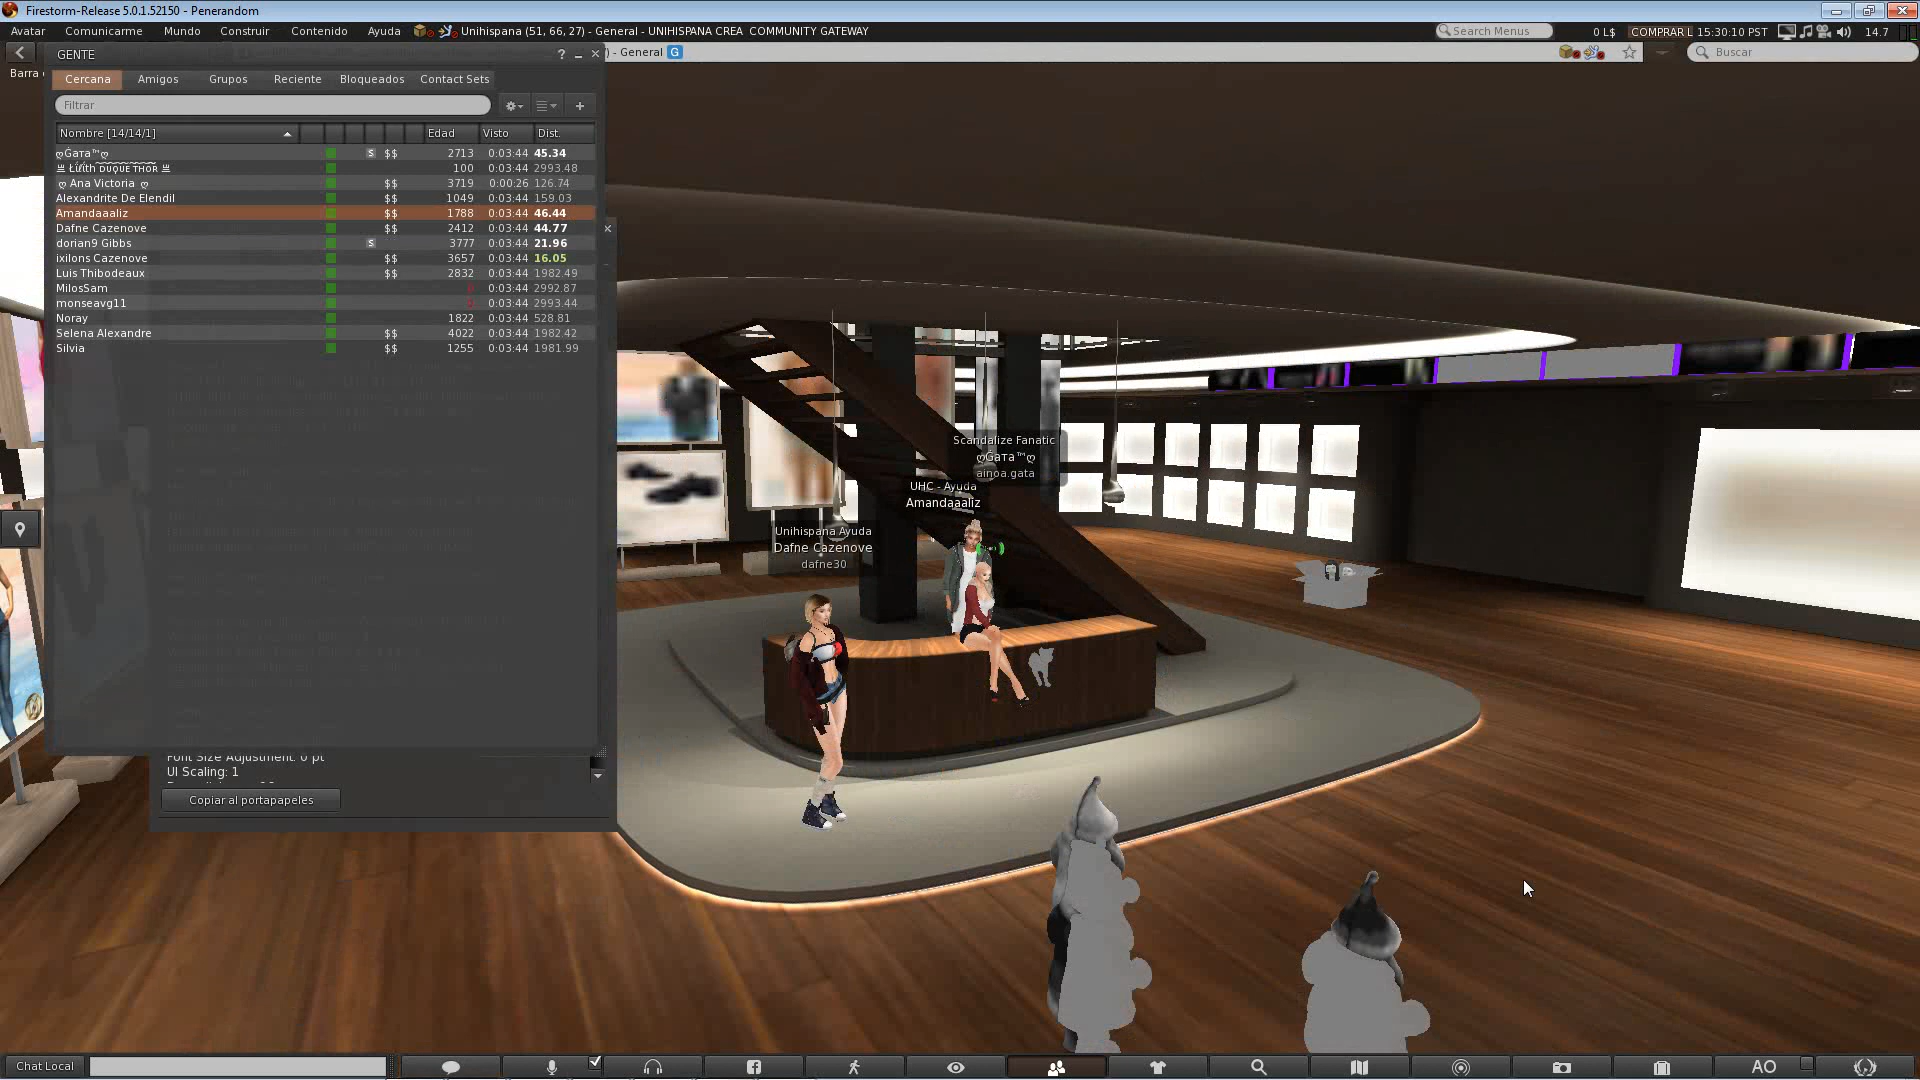 Firestorm-Release 5.0.1.52150 - Penerandom
Avatar Comunicarme Mundo Construir Contenido Ayuda Unihispana (51, 66, 27) - General - UNIHISPANA CREA COMMUNITY GATEWAY Search Menus 0 L$ COMPRAR L 15:30:10 PST 14.7
GENTE ? ) - General G Buscar
Barra
Cercana Amigos Grupos Reciente Bloqueados Contact Sets
Filtrar
Nombre [14/14/1] Edad Visto Dist.
ღĞaтa™ღ S $$ 2713 0:03:44 45.34
DUQUE THOR 100 0:03:44 2993.48
ღ Ana Victoria ღ $$ 3719 0:00:26 126.74
Alexandrite De Elendil $$ 1049 0:03:44 159.03
Amandaaaliz $$ 1788 0:03:44 46.44
Dafne Cazenove $$ 2412 0:03:44 44.77
dorian9 Gibbs S 3777 0:03:44 21.96
ixilons Cazenove $$ 3657 0:03:44 16.05
Luis Thibodeaux $$ 2832 0:03:44 1982.49
MilosSam 0:03:44 2992.87
monseavg11 0:03:44 2993.44
Noray 1822 0:03:44 528.81
Selena Alexandre $$ 4022 0:03:44 1982.42
Silvia $$ 1255 0:03:44 1981.99
Scandalize Fanatic
ღĞaтa™ღ
ainoa.gata
UHC - Ayuda
Amandaaaliz
Unihispana Ayuda
Dafne Cazenove
dafne30
Font Size Adjustment: 0 pt
UI Scaling: 1
Copiar al portapapeles
Chat Local AO